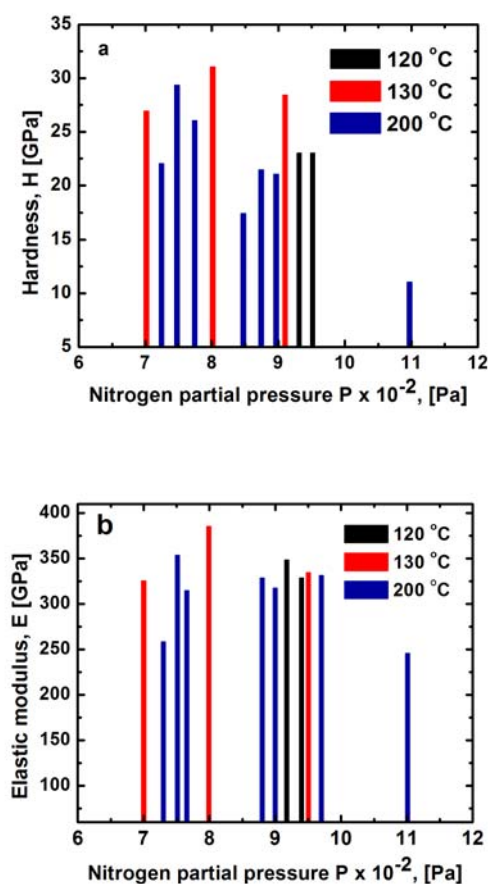 a
120 °C
130 °C
200 °C
Hardness, H [GPa]
35
30
25
20
15
10
5
6 7 8 9 10 11 12
Nitrogen partial pressure P x 10⁻², [Pa]
b
120 °C
130 °C
200 °C
Elastic modulus, E [GPa]
400
350
300
250
200
150
100
6 7 8 9 10 11 12
Nitrogen partial pressure P x 10⁻², [Pa]